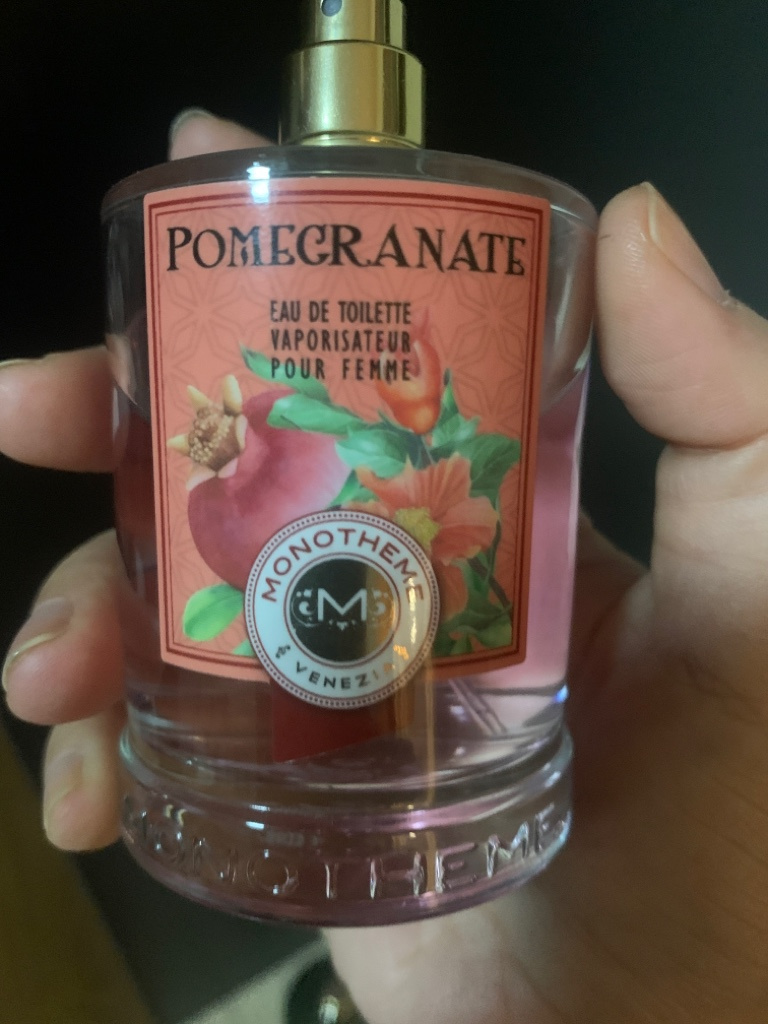 POMEGRANATE
EAU DE TOILETTE
VAPORISATEUR
POUR FEMME
MONOTHEME
M
VENEZIA
MONOTHEME